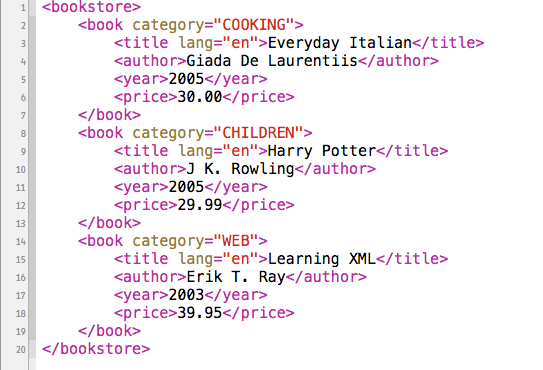 1 <bookstore>
2     <book category="COOKING">
3         <title lang="en">Everyday Italian</title>
4         <author>Giada De Laurentiis</author>
5         <year>2005</year>
6         <price>30.00</price>
7     </book>
8     <book category="CHILDREN">
9         <title lang="en">Harry Potter</title>
10         <author>J K. Rowling</author>
11         <year>2005</year>
12         <price>29.99</price>
13     </book>
14     <book category="WEB">
15         <title lang="en">Learning XML</title>
16         <author>Erik T. Ray</author>
17         <year>2003</year>
18         <price>39.95</price>
19     </book>
20 </bookstore>